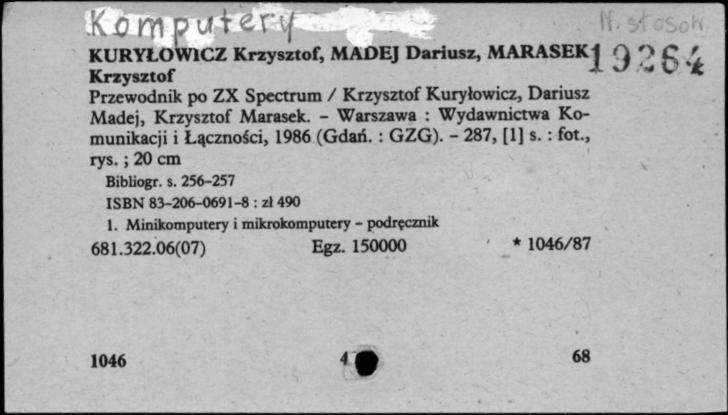 Komputery N. stosow.
KURYŁOWICZ Krzysztof, MADEJ Dariusz, MARASEK 19264
Krzysztof
Przewodnik po ZX Spectrum / Krzysztof Kuryłowicz, Dariusz
Madej, Krzysztof Marasek. – Warszawa : Wydawnictwa Ko-
munikacji i Łączności, 1986 (Gdań. : GZG). – 287, [1] s. : fot.,
rys. ; 20 cm
Bibliogr. s. 256–257
ISBN 83-206-0691-8 : zł 490
1. Minikomputery i mikrokomputery – podręcznik
681.322.06(07) Egz. 150000 * 1046/87
1046 4 68